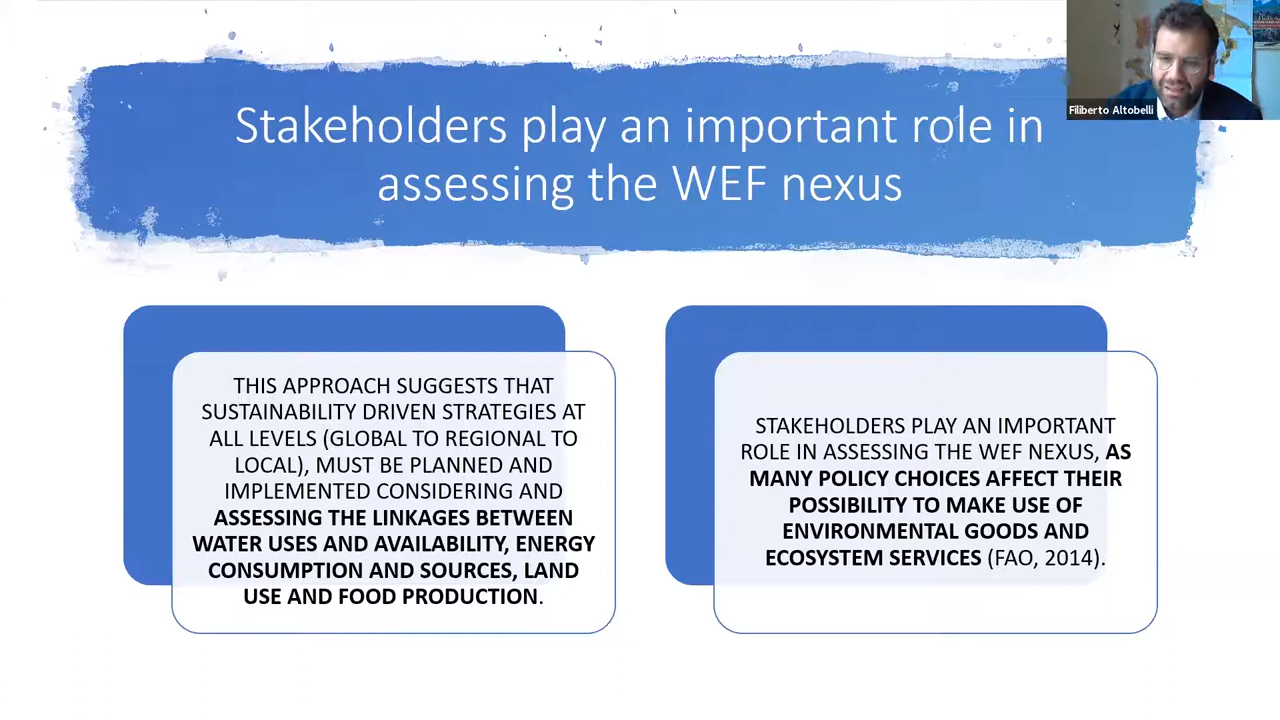 Filiberto Altobelli
Stakeholders play an important role in
assessing the WEF nexus
THIS APPROACH SUGGESTS THAT
SUSTAINABILITY DRIVEN STRATEGIES AT
ALL LEVELS (GLOBAL TO REGIONAL TO
LOCAL), MUST BE PLANNED AND
IMPLEMENTED CONSIDERING AND
ASSESSING THE LINKAGES BETWEEN
WATER USES AND AVAILABILITY, ENERGY
CONSUMPTION AND SOURCES, LAND
USE AND FOOD PRODUCTION.
STAKEHOLDERS PLAY AN IMPORTANT
ROLE IN ASSESSING THE WEF NEXUS, AS
MANY POLICY CHOICES AFFECT THEIR
POSSIBILITY TO MAKE USE OF
ENVIRONMENTAL GOODS AND
ECOSYSTEM SERVICES (FAO, 2014).